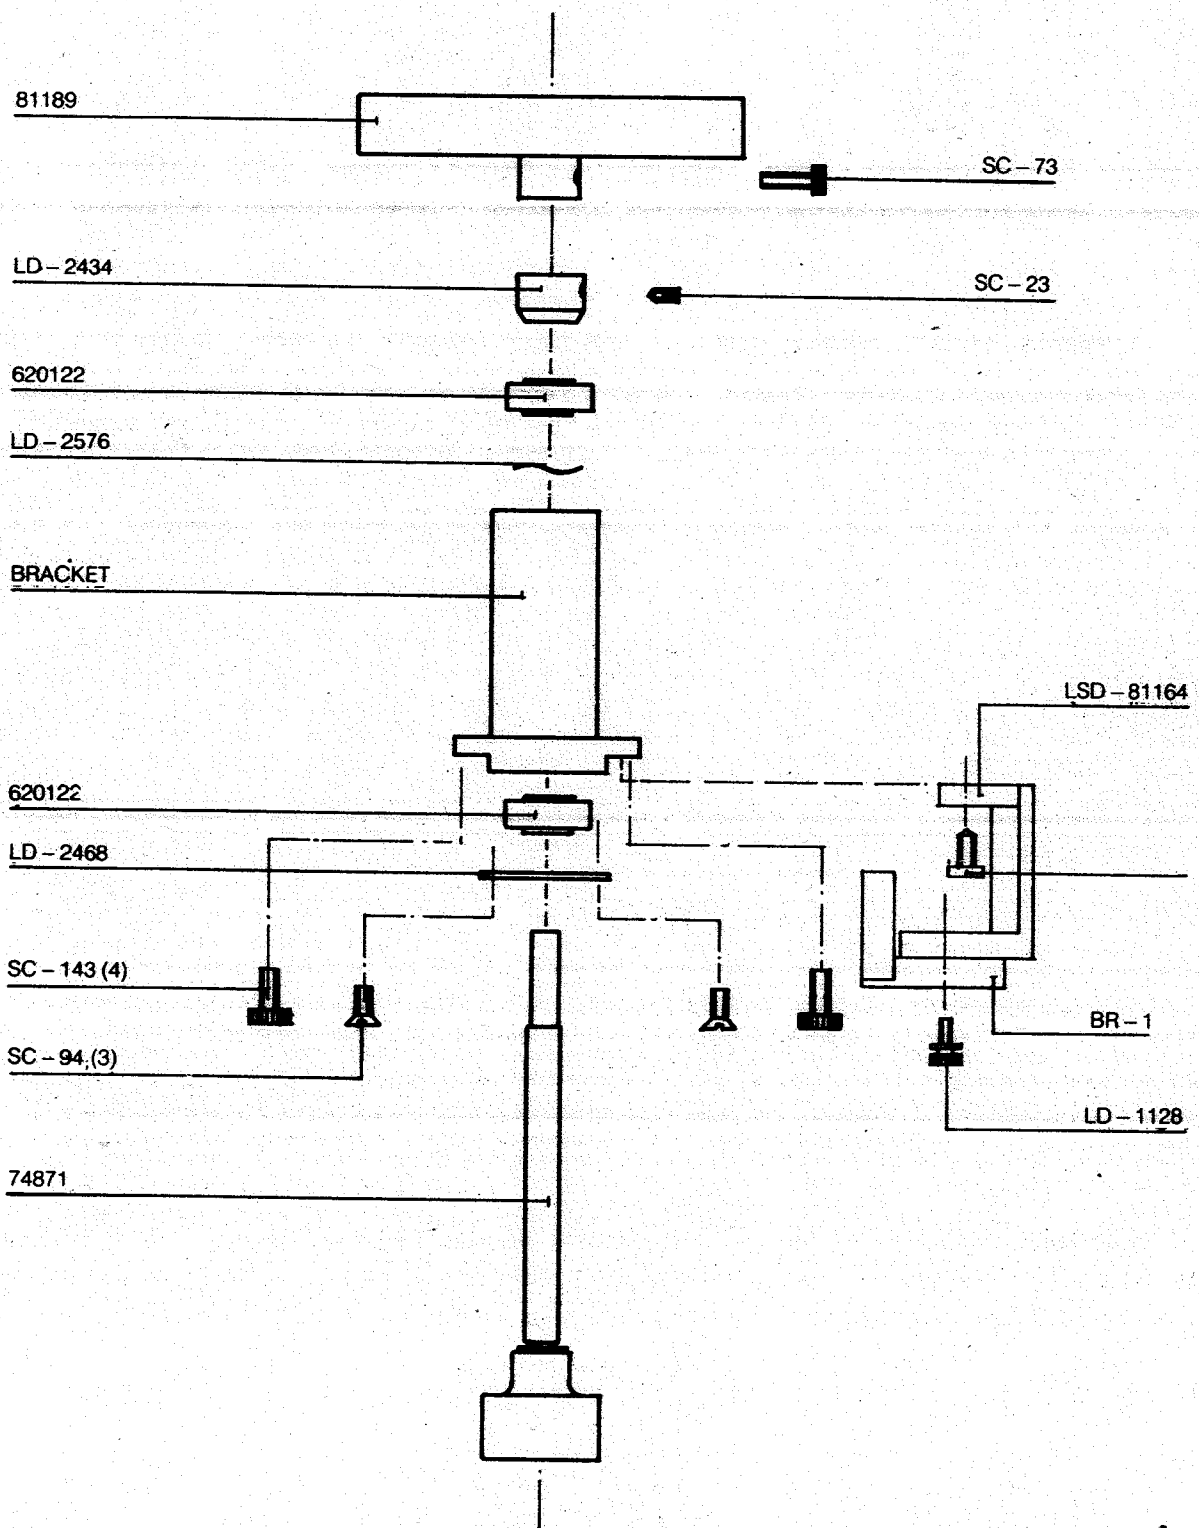 81189
SC – 73
LD – 2434
SC – 23
620122
LD – 2576
BRACKET
LSD – 81164
620122
LD – 2468
SC – 143 (4)
BR – 1
SC – 94,(3)
LD – 1128
74871